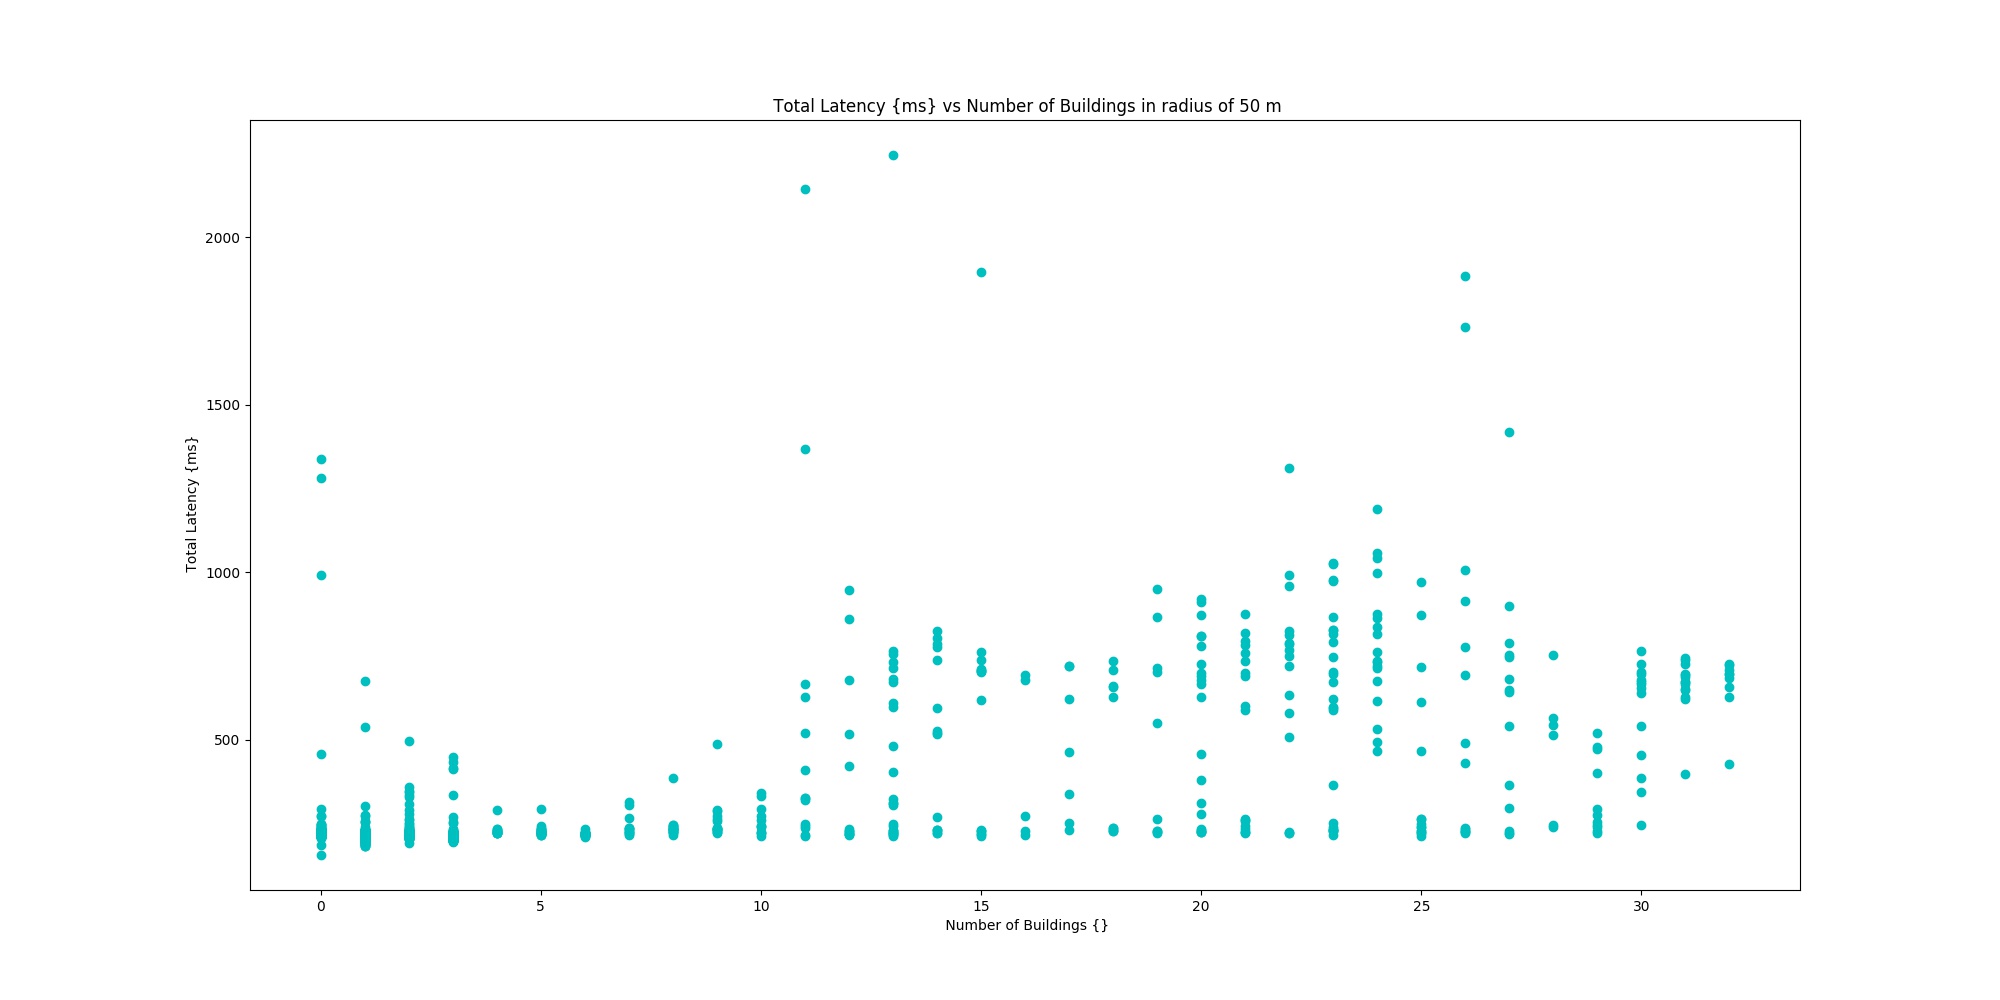 Total Latency {ms} vs Number of Buildings in radius of 50 m
2000
1500
1000
500
Total Latency {ms}
0 5 10 15 20 25 30
Number of Buildings {}